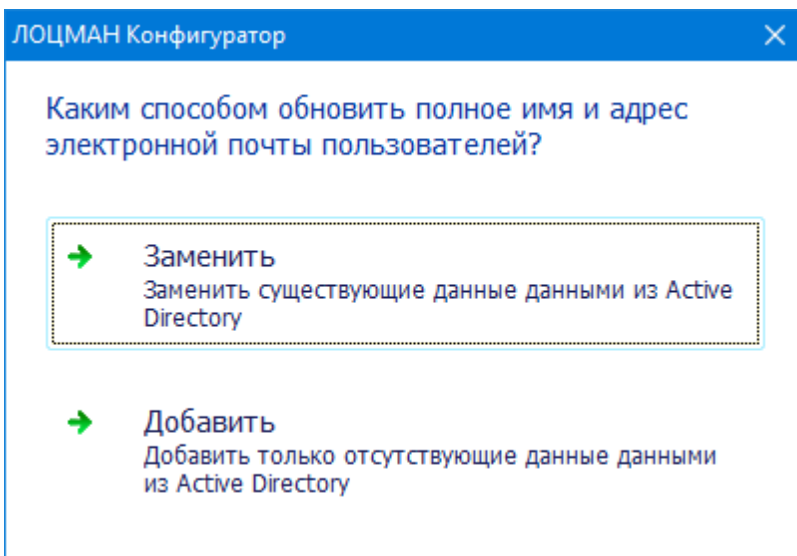 ЛОЦМАН Конфигуратор
Каким способом обновить полное имя и адрес
электронной почты пользователей?
Заменить
Заменить существующие данные данными из Active
Directory
Добавить
Добавить только отсутствующие данные данными
из Active Directory